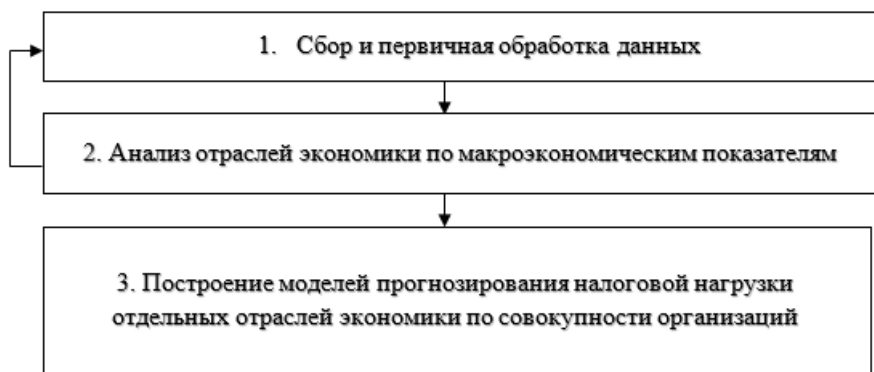 1. Сбор и первичная обработка данных
2. Анализ отраслей экономики по макроэкономическим показателям
3. Построение моделей прогнозирования налоговой нагрузки
отдельных отраслей экономики по совокупности организаций